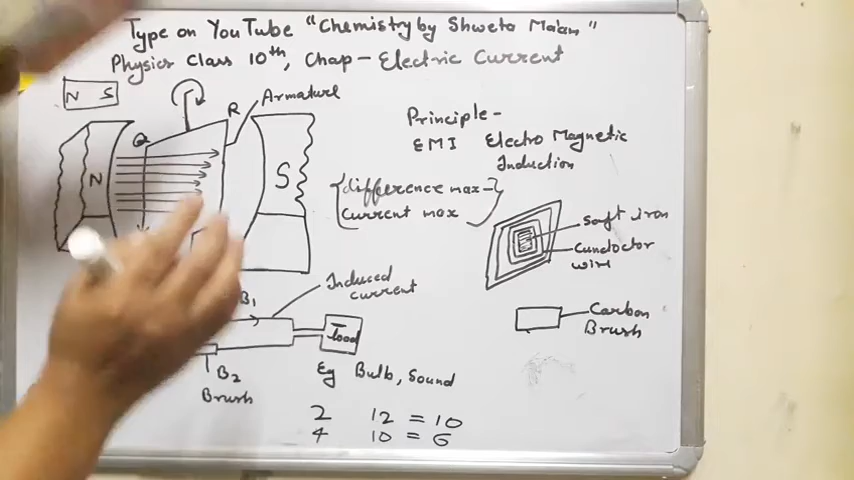 Type on YouTube "Chemistry by Shweta Ma'am"
Physics Class 10th, Chap - Electric Current
N S
R Armature
Q
Principle -
EMI Electro Magnetic
Induction
N
S
difference max -
current max
Soft iron
Conductor
wire
Induced
current
B1
Load
Carbon
Brush
B2
Brush
Eg Bulb, Sound
2 12 = 10
4 10 = 6